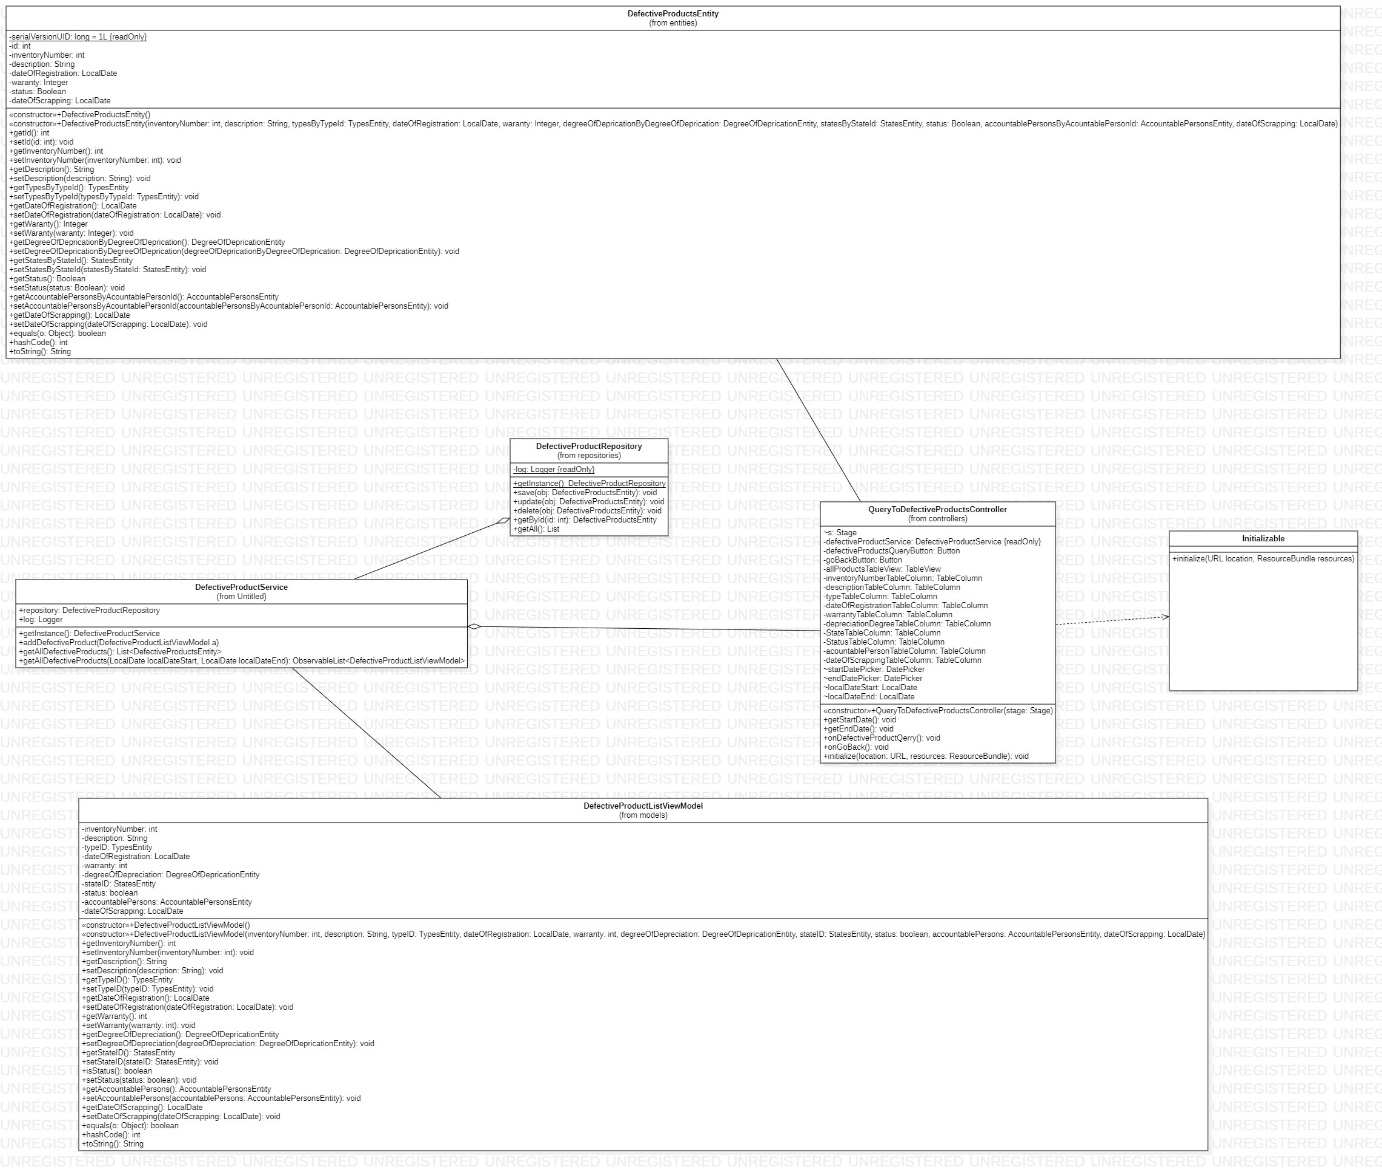 DefectiveProductsEntity
(from entities)
-serialVersionUID: long = 1L {readOnly}
-id: int
-inventoryNumber: int
-description: String
-dateOfRegistration: LocalDate
-waranty: Integer
-status: Boolean
-dateOfScrapping: LocalDate
«constructor»+DefectiveProductsEntity()
«constructor»+DefectiveProductsEntity(inventoryNumber: int, description: String, typesByTypeId: TypesEntity, dateOfRegistration: LocalDate, waranty: Integer, degreeOfDepricationByDegreeOfDeprication: DegreeOfDepricationEntity, statesByStateId: StatesEntity, status: Boolean, accountablePersonsByAcountablePersonId: AccountablePersonsEntity, dateOfScrapping: LocalDate)
+getId(): int
+setId(id: int): void
+getInventoryNumber(): int
+setInventoryNumber(inventoryNumber: int): void
+getDescription(): String
+setDescription(description: String): void
+getTypesByTypeId(): TypesEntity
+setTypesByTypeId(typesByTypeId: TypesEntity): void
+getDateOfRegistration(): LocalDate
+setDateOfRegistration(dateOfRegistration: LocalDate): void
+getWaranty(): Integer
+setWaranty(waranty: Integer): void
+getDegreeOfDepricationByDegreeOfDeprication(): DegreeOfDepricationEntity
+setDegreeOfDepricationByDegreeOfDeprication(degreeOfDepricationByDegreeOfDeprication: DegreeOfDepricationEntity): void
+getStatesByStateId(): StatesEntity
+setStatesByStateId(statesByStateId: StatesEntity): void
+getStatus(): Boolean
+setStatus(status: Boolean): void
+getAccountablePersonsByAcountablePersonId(): AccountablePersonsEntity
+setAccountablePersonsByAcountablePersonId(accountablePersonsByAcountablePersonId: AccountablePersonsEntity): void
+getDateOfScrapping(): LocalDate
+setDateOfScrapping(dateOfScrapping: LocalDate): void
+equals(o: Object): boolean
+hashCode(): int
+toString(): String
DefectiveProductRepository
(from repositories)
-log: Logger {readOnly}
+getInstance(): DefectiveProductRepository
+save(obj: DefectiveProductsEntity): void
+update(obj: DefectiveProductsEntity): void
+delete(obj: DefectiveProductsEntity): void
+getById(id: int): DefectiveProductsEntity
+getAll(): List
QueryToDefectiveProductsController
(from controllers)
~s: Stage
-defectiveProductService: DefectiveProductService {readOnly}
-defectiveProductsQueryButton: Button
-goBackButton: Button
-allProductsTableView: TableView
-inventoryNumberTableColumn: TableColumn
-descriptionTableColumn: TableColumn
-typeTableColumn: TableColumn
-dateOfRegistrationTableColumn: TableColumn
-warrantyTableColumn: TableColumn
-depreciationDegreeTableColumn: TableColumn
-StateTableColumn: TableColumn
-StatusTableColumn: TableColumn
-acountablePersonTableColumn: TableColumn
-dateOfScrappingTableColumn: TableColumn
~startDatePicker: DatePicker
~endDatePicker: DatePicker
~localDateStart: LocalDate
~localDateEnd: LocalDate
«constructor»+QueryToDefectiveProductsController(stage: Stage)
+getStartDate(): void
+getEndDate(): void
+onDefectiveProductQerry(): void
+onGoBack(): void
+initialize(location: URL, resources: ResourceBundle): void
Initializable
+initialize(URL location, ResourceBundle resources)
DefectiveProductService
(from Untitled)
+repository: DefectiveProductRepository
+log: Logger
+getInstance(): DefectiveProductService
+addDefectiveProduct(DefectiveProductListViewModel a)
+getAllDefectiveProducts(): List<DefectiveProductsEntity>
+getAllDefectiveProducts(LocalDate localDateStart, LocalDate localDateEnd): ObservableList<DefectiveProductListViewModel>
DefectiveProductListViewModel
(from models)
-inventoryNumber: int
-description: String
-typeID: TypesEntity
-dateOfRegistration: LocalDate
-warranty: int
-degreeOfDepreciation: DegreeOfDepricationEntity
-stateID: StatesEntity
-status: boolean
-accountablePersons: AccountablePersonsEntity
-dateOfScrapping: LocalDate
«constructor»+DefectiveProductListViewModel()
«constructor»+DefectiveProductListViewModel(inventoryNumber: int, description: String, typeID: TypesEntity, dateOfRegistration: LocalDate, warranty: int, degreeOfDepreciation: DegreeOfDepricationEntity, stateID: StatesEntity, status: boolean, accountablePersons: AccountablePersonsEntity, dateOfScrapping: LocalDate)
+getInventoryNumber(): int
+setInventoryNumber(inventoryNumber: int): void
+getDescription(): String
+setDescription(description: String): void
+getTypeID(): TypesEntity
+setTypeID(typeID: TypesEntity): void
+getDateOfRegistration(): LocalDate
+setDateOfRegistration(dateOfRegistration: LocalDate): void
+getWarranty(): int
+setWarranty(warranty: int): void
+getDegreeOfDepreciation(): DegreeOfDepricationEntity
+setDegreeOfDepreciation(degreeOfDepreciation: DegreeOfDepricationEntity): void
+getStateID(): StatesEntity
+setStateID(stateID: StatesEntity): void
+isStatus(): boolean
+setStatus(status: boolean): void
+getAccountablePersons(): AccountablePersonsEntity
+setAccountablePersons(accountablePersons: AccountablePersonsEntity): void
+getDateOfScrapping(): LocalDate
+setDateOfScrapping(dateOfScrapping: LocalDate): void
+equals(o: Object): boolean
+hashCode(): int
+toString(): String